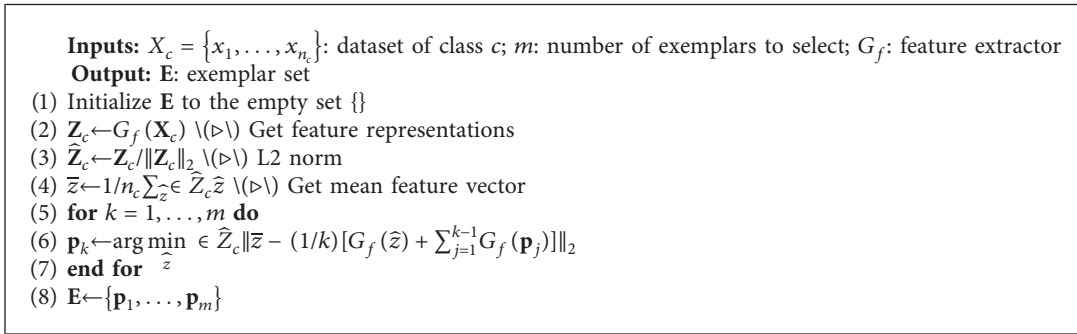 Inputs: X_c = {x_1, . . . , x_{n_c}}: dataset of class c; m: number of exemplars to select; G_f: feature extractor
Output: E: exemplar set
(1) Initialize E to the empty set {}
(2) Z_c←G_f(X_c) \(▷\) Get feature representations
(3) Ẑ_c←Z_c/‖Z_c‖_2 \(▷\) L2 norm
(4) z̄←1/n_c∑_ẑ∈ Ẑ_cẑ \(▷\) Get mean feature vector
(5) for k = 1, . . . , m do
(6) p_k←arg min_ẑ ∈ Ẑ_c‖z̄ − (1/k)[G_f(ẑ) + ∑_{j=1}^{k−1}G_f(p_j)]‖_2
(7) end for
(8) E←{p_1, . . . , p_m}